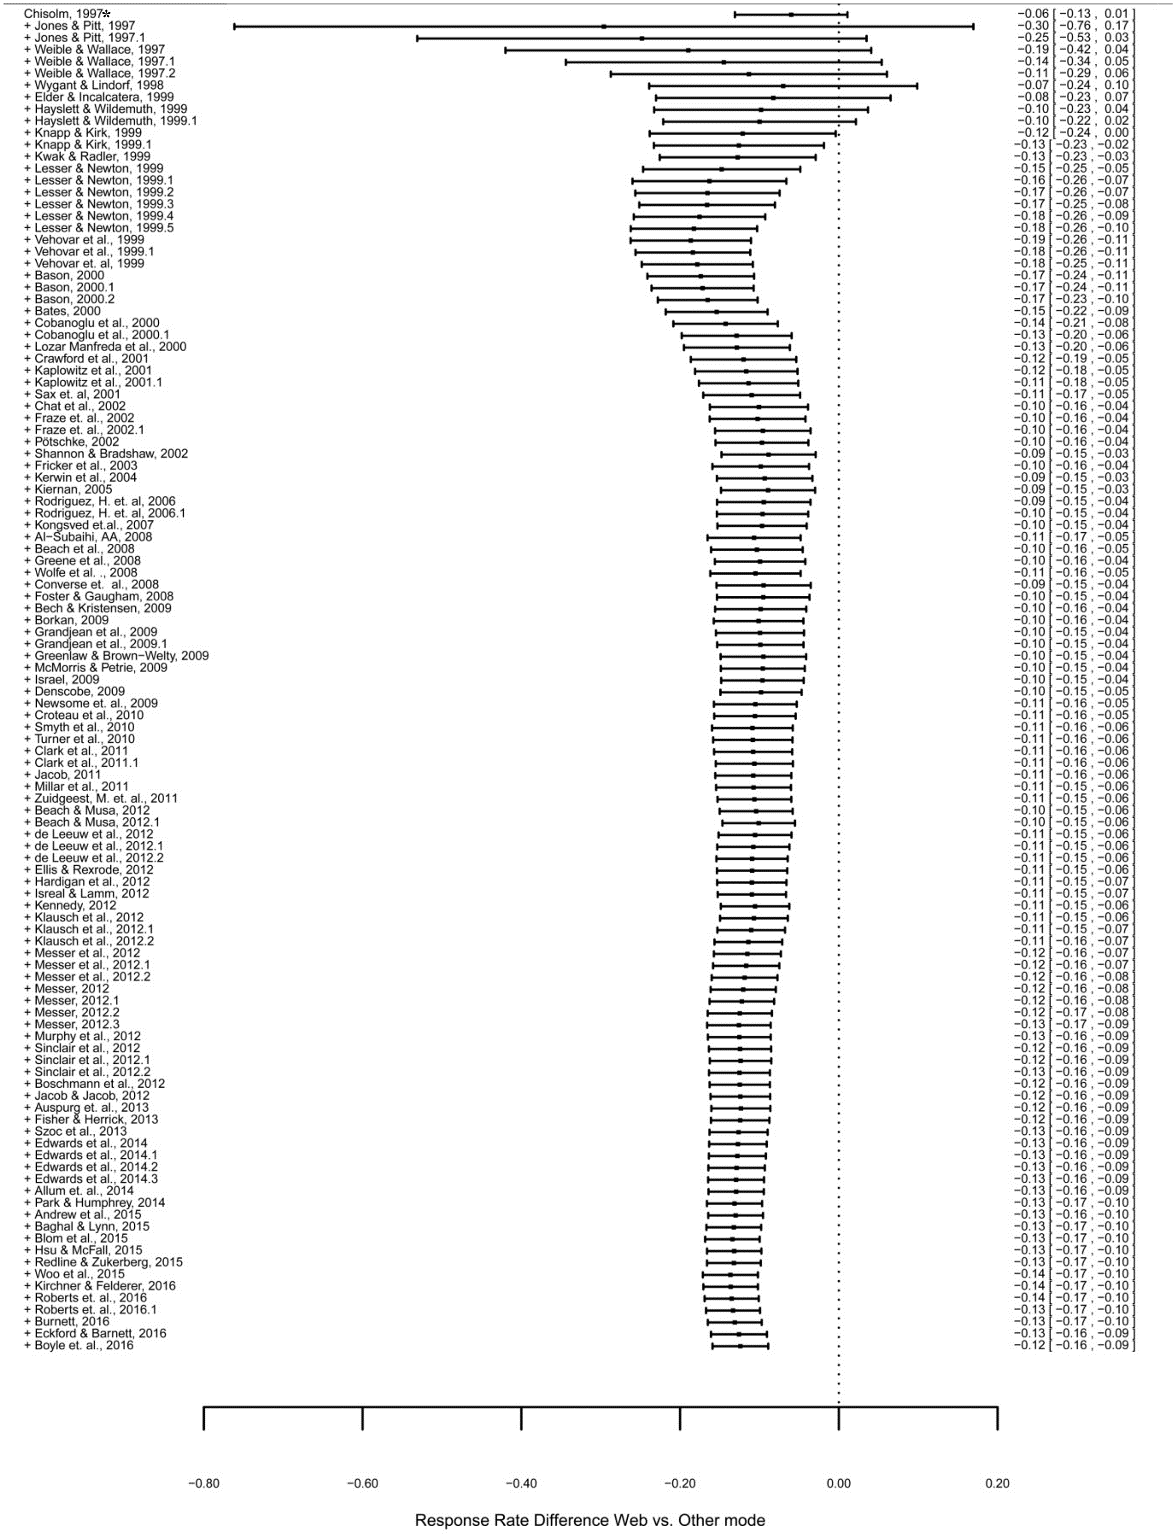 Chisolm, 1997* −0.06 [ −0.13 , 0.01 ]
+ Jones & Pitt, 1997 −0.30 [ −0.76 , 0.17 ]
+ Jones & Pitt, 1997.1 −0.25 [ −0.53 , 0.03 ]
+ Weible & Wallace, 1997 −0.19 [ −0.42 , 0.04 ]
+ Weible & Wallace, 1997.1 −0.14 [ −0.34 , 0.05 ]
+ Weible & Wallace, 1997.2 −0.11 [ −0.29 , 0.06 ]
+ Wygant & Lindorf, 1998 −0.07 [ −0.24 , 0.10 ]
+ Elder & Incalcatera, 1999 −0.08 [ −0.23 , 0.07 ]
+ Hayslett & Wildemuth, 1999 −0.10 [ −0.23 , 0.04 ]
+ Hayslett & Wildemuth, 1999.1 −0.10 [ −0.22 , 0.02 ]
+ Knapp & Kirk, 1999 −0.12 [ −0.24 , 0.00 ]
+ Knapp & Kirk, 1999.1 −0.13 [ −0.23 , −0.02 ]
+ Kwak & Radler, 1999 −0.13 [ −0.23 , −0.03 ]
+ Lesser & Newton, 1999 −0.15 [ −0.25 , −0.05 ]
+ Lesser & Newton, 1999.1 −0.16 [ −0.26 , −0.07 ]
+ Lesser & Newton, 1999.2 −0.17 [ −0.26 , −0.07 ]
+ Lesser & Newton, 1999.3 −0.17 [ −0.25 , −0.08 ]
+ Lesser & Newton, 1999.4 −0.18 [ −0.26 , −0.09 ]
+ Lesser & Newton, 1999.5 −0.18 [ −0.26 , −0.10 ]
+ Vehovar et al., 1999 −0.19 [ −0.26 , −0.11 ]
+ Vehovar et al., 1999.1 −0.18 [ −0.26 , −0.11 ]
+ Vehovar et. al, 1999 −0.18 [ −0.25 , −0.11 ]
+ Bason, 2000 −0.17 [ −0.24 , −0.11 ]
+ Bason, 2000.1 −0.17 [ −0.24 , −0.11 ]
+ Bason, 2000.2 −0.17 [ −0.23 , −0.10 ]
+ Bates, 2000 −0.15 [ −0.22 , −0.09 ]
+ Cobanoglu et al., 2000 −0.14 [ −0.21 , −0.08 ]
+ Cobanoglu et al., 2000.1 −0.13 [ −0.20 , −0.06 ]
+ Lozar Manfreda et al., 2000 −0.13 [ −0.20 , −0.06 ]
+ Crawford et al., 2001 −0.12 [ −0.19 , −0.05 ]
+ Kaplowitz et al., 2001 −0.12 [ −0.18 , −0.05 ]
+ Kaplowitz et al., 2001.1 −0.11 [ −0.18 , −0.05 ]
+ Sax et. al, 2001 −0.11 [ −0.17 , −0.05 ]
+ Chat et al., 2002 −0.10 [ −0.16 , −0.04 ]
+ Fraze et. al., 2002 −0.10 [ −0.16 , −0.04 ]
+ Fraze et. al., 2002.1 −0.10 [ −0.16 , −0.04 ]
+ Pötschke, 2002 −0.10 [ −0.16 , −0.04 ]
+ Shannon & Bradshaw, 2002 −0.09 [ −0.15 , −0.03 ]
+ Fricker et al., 2003 −0.10 [ −0.16 , −0.04 ]
+ Kerwin et al., 2004 −0.09 [ −0.15 , −0.03 ]
+ Kiernan, 2005 −0.09 [ −0.15 , −0.03 ]
+ Rodriguez, H. et. al, 2006 −0.09 [ −0.15 , −0.04 ]
+ Rodriguez, H. et. al, 2006.1 −0.10 [ −0.15 , −0.04 ]
+ Kongsved et.al., 2007 −0.10 [ −0.15 , −0.04 ]
+ Al−Subaihi, AA, 2008 −0.11 [ −0.17 , −0.05 ]
+ Beach et al., 2008 −0.10 [ −0.16 , −0.05 ]
+ Greene et al., 2008 −0.10 [ −0.16 , −0.04 ]
+ Wolfe et al. ., 2008 −0.11 [ −0.16 , −0.05 ]
+ Converse et. al., 2008 −0.09 [ −0.15 , −0.04 ]
+ Foster & Gaugham, 2008 −0.10 [ −0.15 , −0.04 ]
+ Bech & Kristensen, 2009 −0.10 [ −0.16 , −0.04 ]
+ Borkan, 2009 −0.10 [ −0.16 , −0.04 ]
+ Grandjean et al., 2009 −0.10 [ −0.15 , −0.04 ]
+ Grandjean et al., 2009.1 −0.10 [ −0.15 , −0.04 ]
+ Greenlaw & Brown−Welty, 2009 −0.10 [ −0.15 , −0.04 ]
+ McMorris & Petrie, 2009 −0.10 [ −0.15 , −0.04 ]
+ Israel, 2009 −0.10 [ −0.15 , −0.04 ]
+ Denscobe, 2009 −0.10 [ −0.15 , −0.05 ]
+ Newsome et. al., 2009 −0.11 [ −0.16 , −0.05 ]
+ Croteau et al., 2010 −0.11 [ −0.16 , −0.05 ]
+ Smyth et al., 2010 −0.11 [ −0.16 , −0.06 ]
+ Turner et al., 2010 −0.11 [ −0.16 , −0.06 ]
+ Clark et al., 2011 −0.11 [ −0.16 , −0.06 ]
+ Clark et al., 2011.1 −0.11 [ −0.16 , −0.06 ]
+ Jacob, 2011 −0.11 [ −0.16 , −0.06 ]
+ Millar et al., 2011 −0.11 [ −0.15 , −0.06 ]
+ Zuidgeest, M. et. al., 2011 −0.11 [ −0.15 , −0.06 ]
+ Beach & Musa, 2012 −0.10 [ −0.15 , −0.06 ]
+ Beach & Musa, 2012.1 −0.10 [ −0.15 , −0.06 ]
+ de Leeuw et al., 2012 −0.11 [ −0.15 , −0.06 ]
+ de Leeuw et al., 2012.1 −0.11 [ −0.15 , −0.06 ]
+ de Leeuw et al., 2012.2 −0.11 [ −0.15 , −0.06 ]
+ Ellis & Rexrode, 2012 −0.11 [ −0.15 , −0.06 ]
+ Hardigan et al., 2012 −0.11 [ −0.15 , −0.07 ]
+ Isreal & Lamm, 2012 −0.11 [ −0.15 , −0.07 ]
+ Kennedy, 2012 −0.11 [ −0.15 , −0.06 ]
+ Klausch et al., 2012 −0.11 [ −0.15 , −0.06 ]
+ Klausch et al., 2012.1 −0.11 [ −0.15 , −0.07 ]
+ Klausch et al., 2012.2 −0.11 [ −0.16 , −0.07 ]
+ Messer et al., 2012 −0.12 [ −0.16 , −0.07 ]
+ Messer et al., 2012.1 −0.12 [ −0.16 , −0.07 ]
+ Messer et al., 2012.2 −0.12 [ −0.16 , −0.08 ]
+ Messer, 2012 −0.12 [ −0.16 , −0.08 ]
+ Messer, 2012.1 −0.12 [ −0.16 , −0.08 ]
+ Messer, 2012.2 −0.12 [ −0.17 , −0.08 ]
+ Messer, 2012.3 −0.13 [ −0.17 , −0.09 ]
+ Murphy et al., 2012 −0.13 [ −0.16 , −0.09 ]
+ Sinclair et al., 2012 −0.12 [ −0.16 , −0.09 ]
+ Sinclair et al., 2012.1 −0.12 [ −0.16 , −0.09 ]
+ Sinclair et al., 2012.2 −0.13 [ −0.16 , −0.09 ]
+ Boschmann et al., 2012 −0.12 [ −0.16 , −0.09 ]
+ Jacob & Jacob, 2012 −0.12 [ −0.16 , −0.09 ]
+ Auspurg et. al., 2013 −0.12 [ −0.16 , −0.09 ]
+ Fisher & Herrick, 2013 −0.12 [ −0.16 , −0.09 ]
+ Szoc et al., 2013 −0.13 [ −0.16 , −0.09 ]
+ Edwards et al., 2014 −0.13 [ −0.16 , −0.09 ]
+ Edwards et al., 2014.1 −0.13 [ −0.16 , −0.09 ]
+ Edwards et al., 2014.2 −0.13 [ −0.16 , −0.09 ]
+ Edwards et al., 2014.3 −0.13 [ −0.16 , −0.09 ]
+ Allum et. al., 2014 −0.13 [ −0.16 , −0.09 ]
+ Park & Humphrey, 2014 −0.13 [ −0.17 , −0.10 ]
+ Andrew et al., 2015 −0.13 [ −0.16 , −0.10 ]
+ Baghal & Lynn, 2015 −0.13 [ −0.17 , −0.10 ]
+ Blom et al., 2015 −0.13 [ −0.17 , −0.10 ]
+ Hsu & McFall, 2015 −0.13 [ −0.17 , −0.10 ]
+ Redline & Zukerberg, 2015 −0.13 [ −0.17 , −0.10 ]
+ Woo et al., 2015 −0.14 [ −0.17 , −0.10 ]
+ Kirchner & Felderer, 2016 −0.14 [ −0.17 , −0.10 ]
+ Roberts et. al., 2016 −0.14 [ −0.17 , −0.10 ]
+ Roberts et. al., 2016.1 −0.13 [ −0.17 , −0.10 ]
+ Burnett, 2016 −0.13 [ −0.17 , −0.10 ]
+ Eckford & Barnett, 2016 −0.13 [ −0.16 , −0.09 ]
+ Boyle et. al., 2016 −0.12 [ −0.16 , −0.09 ]
−0.80 −0.60 −0.40 −0.20 0.00 0.20
Response Rate Difference Web vs. Other mode